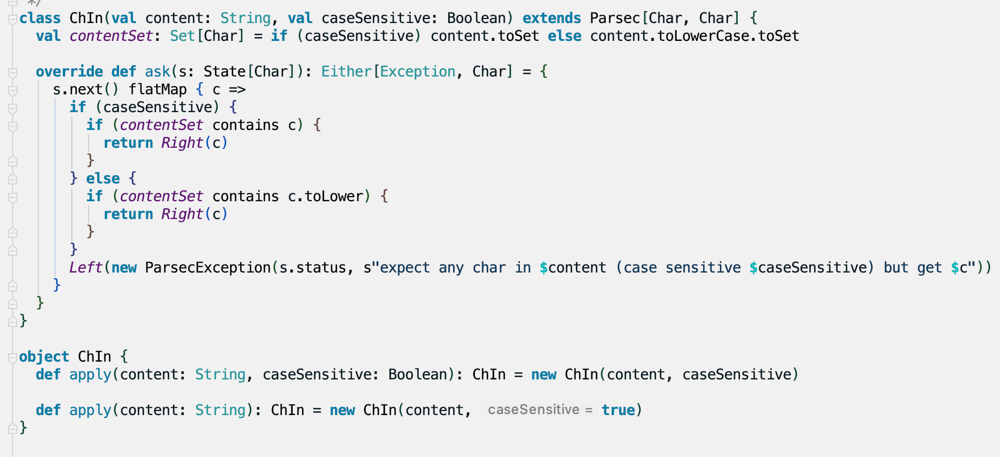 */
class ChIn(val content: String, val caseSensitive: Boolean) extends Parsec[Char, Char] {
  val contentSet: Set[Char] = if (caseSensitive) content.toSet else content.toLowerCase.toSet

  override def ask(s: State[Char]): Either[Exception, Char] = {
    s.next() flatMap { c =>
      if (caseSensitive) {
        if (contentSet contains c) {
          return Right(c)
        }
      } else {
        if (contentSet contains c.toLower) {
          return Right(c)
        }
      }
      Left(new ParsecException(s.status, s"expect any char in $content (case sensitive $caseSensitive) but get $c"))
    }
  }
}

object ChIn {
  def apply(content: String, caseSensitive: Boolean): ChIn = new ChIn(content, caseSensitive)

  def apply(content: String): ChIn = new ChIn(content, caseSensitive = true)
}